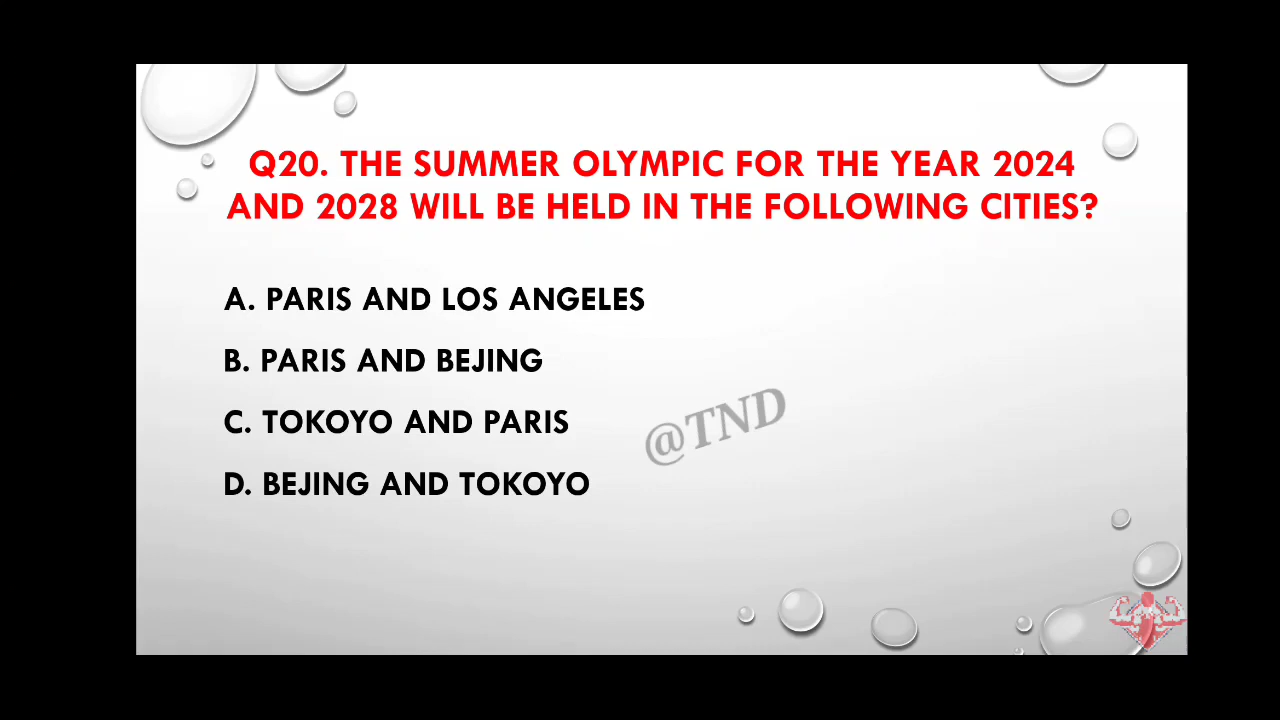 Q20. THE SUMMER OLYMPIC FOR THE YEAR 2024
AND 2028 WILL BE HELD IN THE FOLLOWING CITIES?
A. PARIS AND LOS ANGELES
B. PARIS AND BEJING
C. TOKOYO AND PARIS
D. BEJING AND TOKOYO
@TND